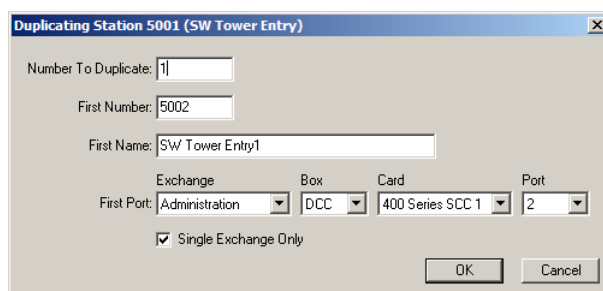 Duplicating Station 5001 (SW Tower Entry)
Number To Duplicate: 1
First Number: 5002
First Name: SW Tower Entry1
Exchange Box Card Port
First Port: Administration DCC 400 Series SCC 1 2
Single Exchange Only
OK Cancel